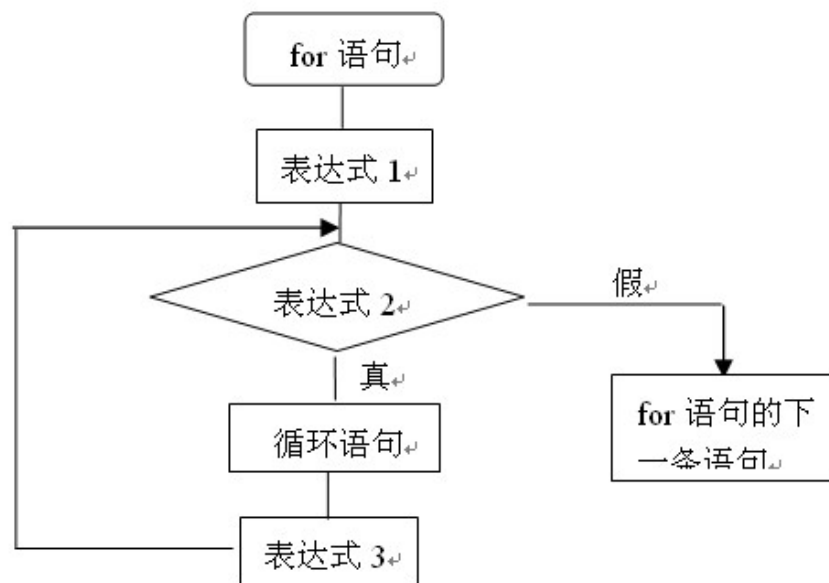 for 语句↵
表达式 1↵
表达式 2↵
假↵
真↵
循环语句↵
for 语句的下
一条语句↵
表达式 3↵